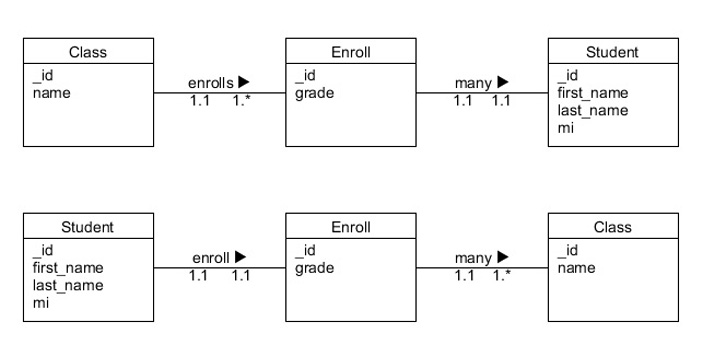 Class
_id
name
enrolls ▶
1.1 1.*
Enroll
_id
grade
many ▶
1.1 1.1
Student
_id
first_name
last_name
mi
Student
_id
first_name
last_name
mi
enroll ▶
1.1 1.1
Enroll
_id
grade
many ▶
1.1 1.*
Class
_id
name